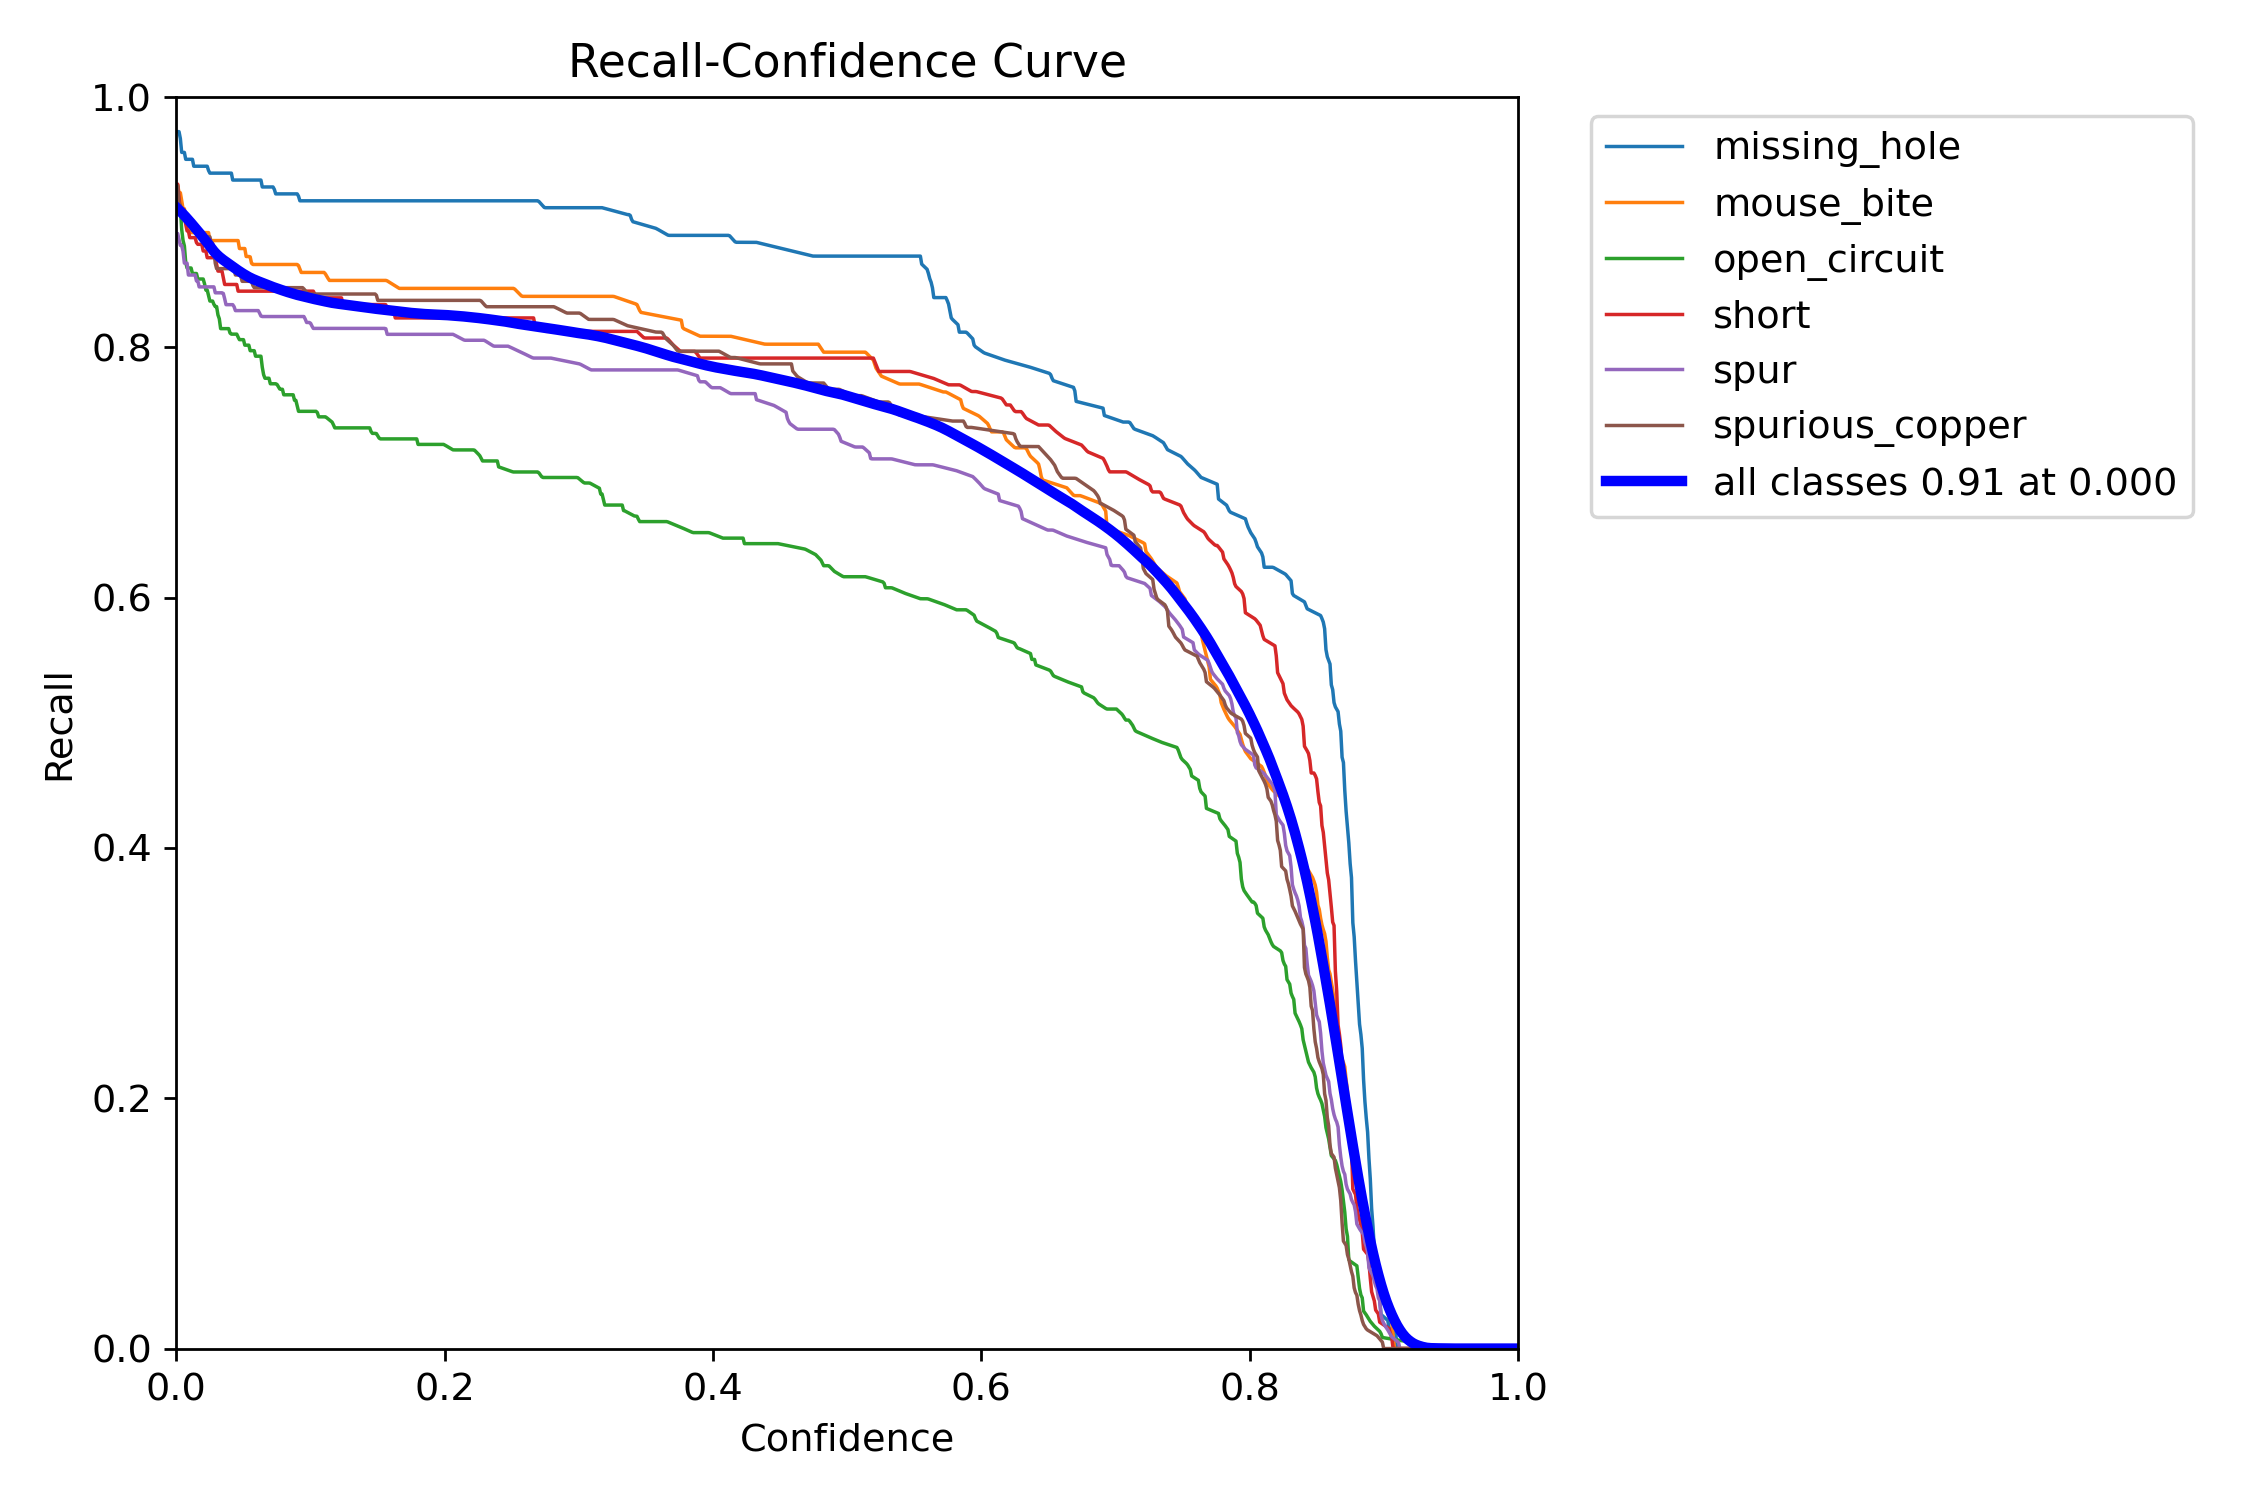 Recall-Confidence Curve
1.0
0.8
0.6
0.4
0.2
0.0
Recall
0.0
0.2
0.4
0.6
0.8
1.0
Confidence
missing_hole
mouse_bite
open_circuit
short
spur
spurious_copper
all classes 0.91 at 0.000